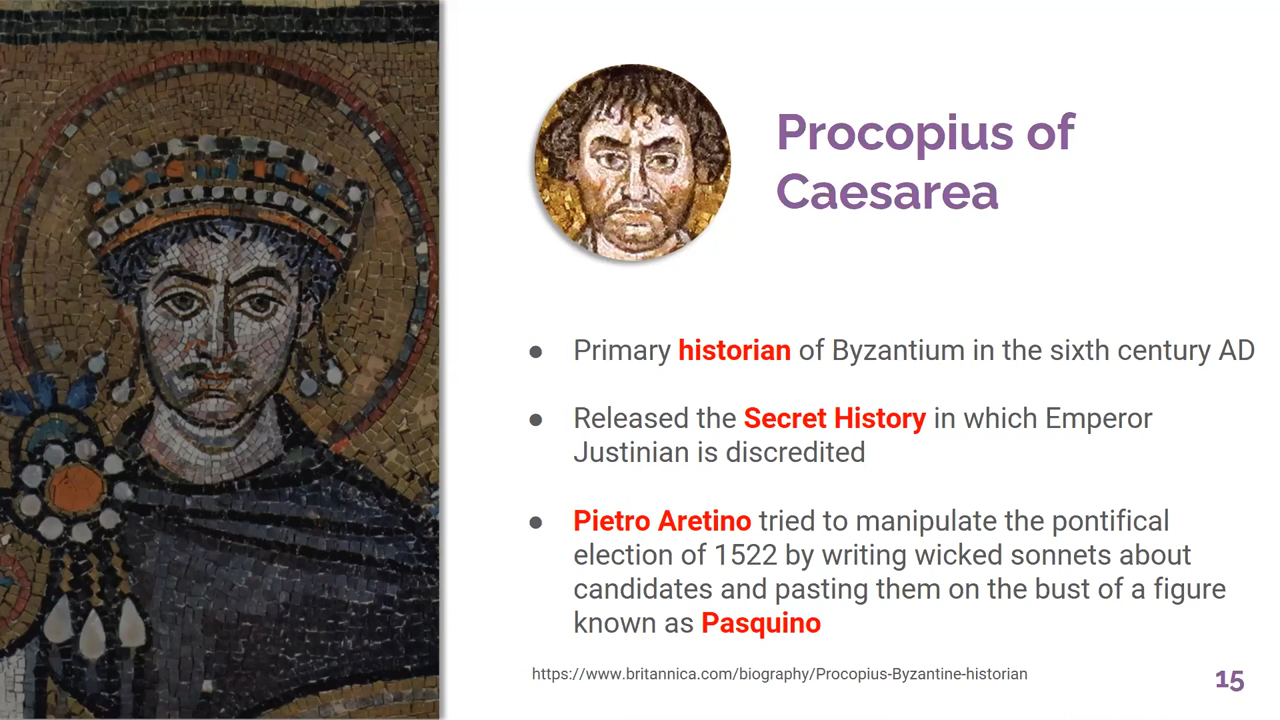 Procopius of
Caesarea
● Primary historian of Byzantium in the sixth century AD
● Released the Secret History in which Emperor
Justinian is discredited
● Pietro Aretino tried to manipulate the pontifical
election of 1522 by writing wicked sonnets about
candidates and pasting them on the bust of a figure
known as Pasquino
https://www.britannica.com/biography/Procopius-Byzantine-historian
15